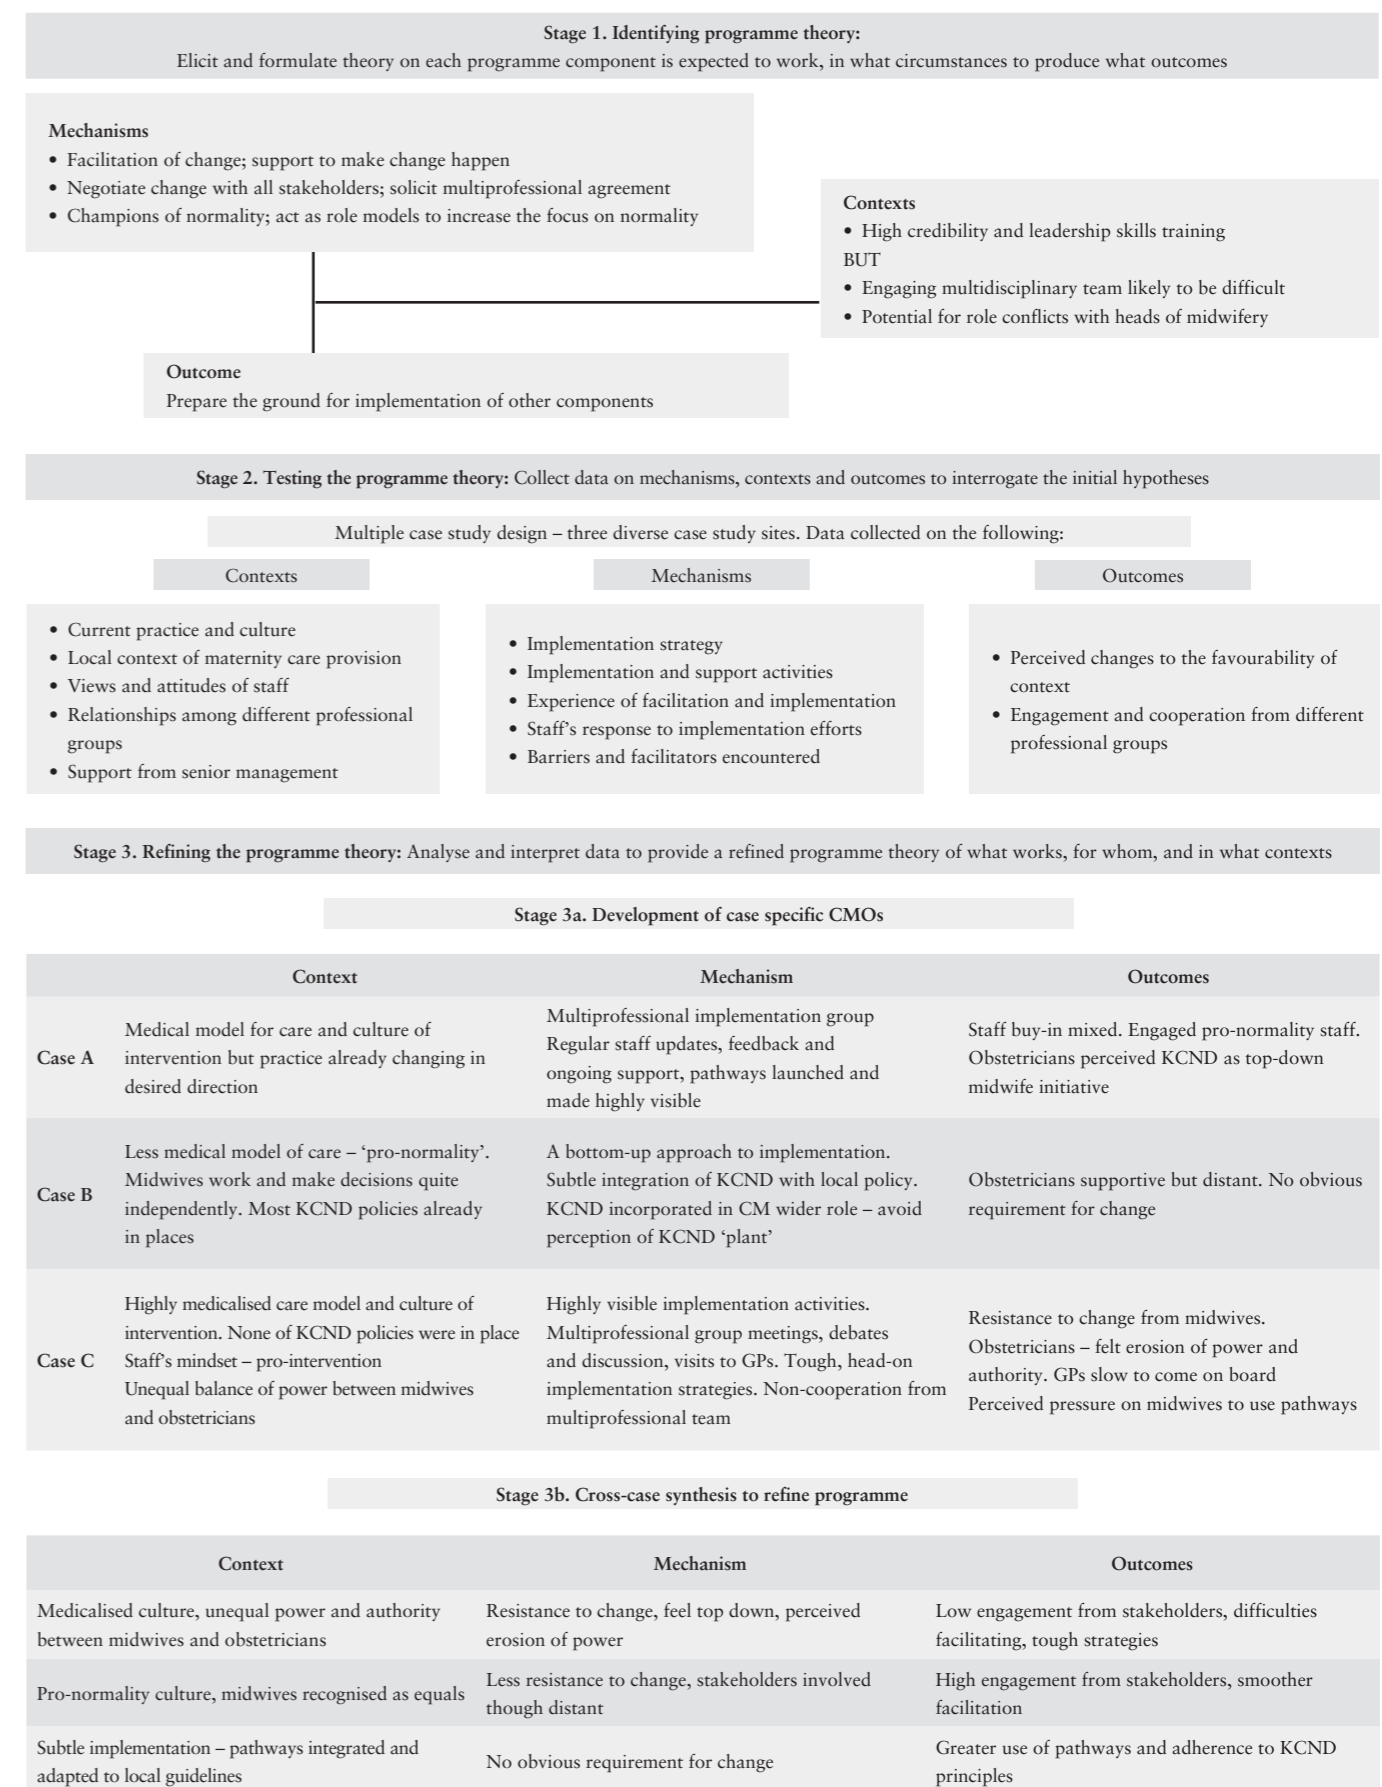 Stage 1. Identifying programme theory:
Elicit and formulate theory on each programme component is expected to work, in what circumstances to produce what outcomes
Mechanisms
• Facilitation of change; support to make change happen
• Negotiate change with all stakeholders; solicit multiprofessional agreement
• Champions of normality; act as role models to increase the focus on normality
Contexts
• High credibility and leadership skills training
BUT
• Engaging multidisciplinary team likely to be difficult
• Potential for role conflicts with heads of midwifery
Outcome
Prepare the ground for implementation of other components
Stage 2. Testing the programme theory: Collect data on mechanisms, contexts and outcomes to interrogate the initial hypotheses
Multiple case study design – three diverse case study sites. Data collected on the following:
Contexts
• Current practice and culture
• Local context of maternity care provision
• Views and attitudes of staff
• Relationships among different professional
groups
• Support from senior management
Mechanisms
• Implementation strategy
• Implementation and support activities
• Experience of facilitation and implementation
• Staff's response to implementation efforts
• Barriers and facilitators encountered
Outcomes
• Perceived changes to the favourability of
context
• Engagement and cooperation from different
professional groups
Stage 3. Refining the programme theory: Analyse and interpret data to provide a refined programme theory of what works, for whom, and in what contexts
Stage 3a. Development of case specific CMOs
Context
Mechanism
Outcomes
Case A
Medical model for care and culture of
intervention but practice already changing in
desired direction
Multiprofessional implementation group
Regular staff updates, feedback and
ongoing support, pathways launched and
made highly visible
Staff buy-in mixed. Engaged pro-normality staff.
Obstetricians perceived KCND as top-down
midwife initiative
Case B
Less medical model of care – 'pro-normality'.
Midwives work and make decisions quite
independently. Most KCND policies already
in places
A bottom-up approach to implementation.
Subtle integration of KCND with local policy.
KCND incorporated in CM wider role – avoid
perception of KCND 'plant'
Obstetricians supportive but distant. No obvious
requirement for change
Case C
Highly medicalised care model and culture of
intervention. None of KCND policies were in place
Staff's mindset – pro-intervention
Unequal balance of power between midwives
and obstetricians
Highly visible implementation activities.
Multiprofessional group meetings, debates
and discussion, visits to GPs. Tough, head-on
implementation strategies. Non-cooperation from
multiprofessional team
Resistance to change from midwives.
Obstetricians – felt erosion of power and
authority. GPs slow to come on board
Perceived pressure on midwives to use pathways
Stage 3b. Cross-case synthesis to refine programme
Context
Mechanism
Outcomes
Medicalised culture, unequal power and authority
between midwives and obstetricians
Resistance to change, feel top down, perceived
erosion of power
Low engagement from stakeholders, difficulties
facilitating, tough strategies
Pro-normality culture, midwives recognised as equals
Less resistance to change, stakeholders involved
though distant
High engagement from stakeholders, smoother
facilitation
Subtle implementation – pathways integrated and
adapted to local guidelines
No obvious requirement for change
Greater use of pathways and adherence to KCND
principles